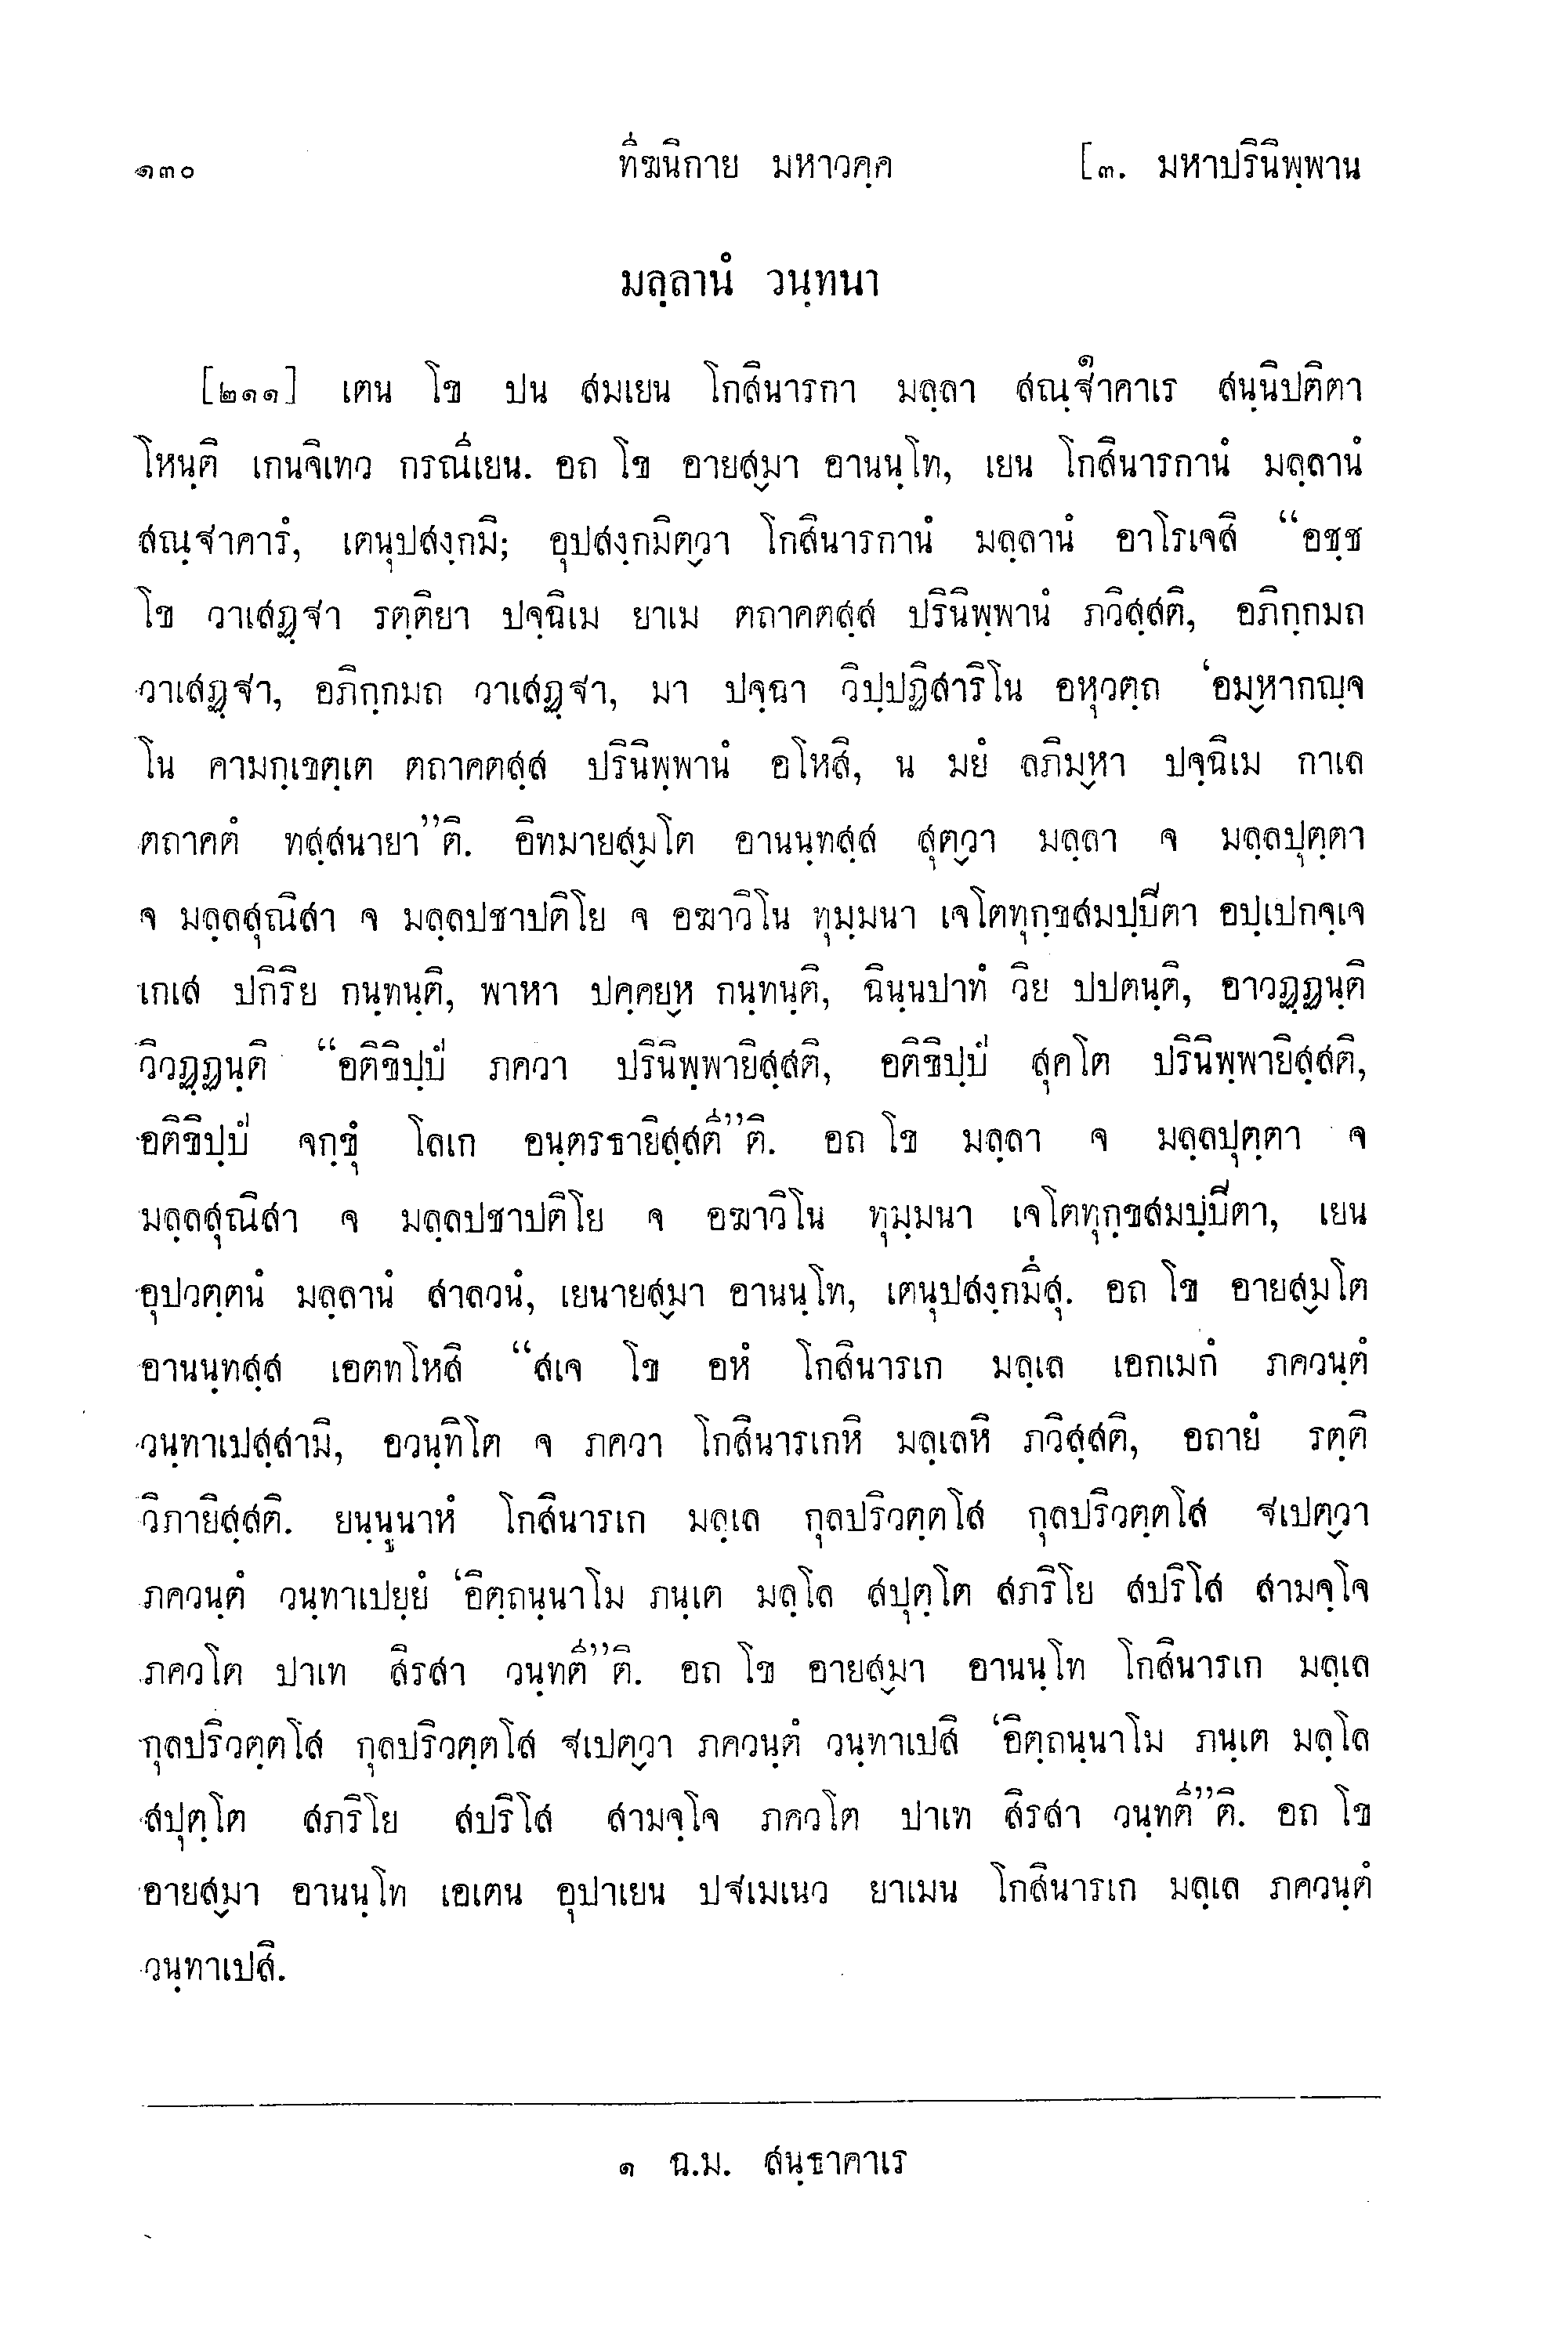 ๑๓๐ ทีฆนิกาย มหาวคฺค [๓. มหาปรินิพฺพาน
มลฺลานํ วนฺทนา
[๒๑๑] เตน โข ปน สมเยน โกสินารกา มลฺลา สณฺฐาคาเร๑ สนฺนิปติตา
โหนฺติ เกนจิเทว กรณีเยน. อถ โข อายสฺมา อานนฺโท, เยน โกสินารกานํ มลฺลานํ
สณฺฐาคารํ, เตนุปสงฺกมิ; อุปสงฺกมิตฺวา โกสินารกานํ มลฺลานํ อาโรเจสิ “อชฺช
โข วาเสฏฺฐา รตฺติยา ปจฺฉิเม ยาเม ตถาคตสฺส ปรินิพฺพานํ ภวิสฺสติ, อภิกฺกมถ
วาเสฏฺฐา, อภิกฺกมถ วาเสฏฺฐา, มา ปจฺฉา วิปฺปฏิสาริโน อหุวตฺถ ‘อมฺหากญฺจ
โน คามกฺเขตฺเต ตถาคตสฺส ปรินิพฺพานํ อโหสิ, น มยํ ลภิมฺหา ปจฺฉิเม กาเล
ตถาคตํ ทสฺสนายา”ติ. อิทมายสฺมโต อานนฺทสฺส สุตฺวา มลฺลา จ มลฺลปุตฺตา
จ มลฺลสุณิสา จ มลฺลปชาปติโย จ อฆาวิโน ทุมฺมนา เจโตทุกฺขสมปฺปิตา อปฺเปกจฺเจ
เกเส ปกิริย กนฺทนฺติ, พาหา ปคฺคยฺห กนฺทนฺติ, ฉินฺนปาทํ วิย ปปตนฺติ, อาวฏฺฏนฺติ
วิวฏฺฏนฺติ “อติขิปฺปํ ภควา ปรินิพฺพายิสฺสติ, อติขิปฺปํ สุคโต ปรินิพฺพายิสฺสติ,
อติขิปฺปํ จกฺขุํ โลเก อนฺตรธายิสฺสตี”ติ. อถ โข มลฺลา จ มลฺลปุตฺตา จ
มลฺลสุณิสา จ มลฺลปชาปติโย จ อฆาวิโน ทุมฺมนา เจโตทุกฺขสมปฺปิตา, เยน
อุปวตฺตนํ มลฺลานํ สาลวนํ, เยนายสฺมา อานนฺโท, เตนุปสงฺกมึสุ. อถ โข อายสฺมโต
อานนฺทสฺส เอตทโหสิ “สเจ โข อหํ โกสินารเก มลฺเล เอกเมกํ ภควนฺตํ
วนฺทาเปสฺสามิ, อวนฺทิโต จ ภควา โกสินารเกหิ มลฺเลหิ ภวิสฺสติ, อถายํ รตฺติ
วิภายิสฺสติ. ยนฺนูนาหํ โกสินารเก มลฺเล กุลปริวตฺตโส กุลปริวตฺตโส ฐเปตฺวา
ภควนฺตํ วนฺทาเปยฺยํ ‘อิตฺถนฺนาโม ภนฺเต มลฺโล สปุตฺโต สภริโย สปริโส สามจฺโจ
ภควโต ปาเท สิรสา วนฺทตี”ติ. อถ โข อายสฺมา อานนฺโท โกสินารเก มลฺเล
กุลปริวตฺตโส กุลปริวตฺตโส ฐเปตฺวา ภควนฺตํ วนฺทาเปสิ ‘อิตฺถนฺนาโม ภนฺเต มลฺโล
สปุตฺโต สภริโย สปริโส สามจฺโจ ภควโต ปาเท สิรสา วนฺทตี”ติ. อถ โข
อายสฺมา อานนฺโท เอเตน อุปาเยน ปฐเมเนว ยาเมน โกสินารเก มลฺเล ภควนฺตํ
วนฺทาเปสิ.
๑ ฉ.ม. สนฺธาคาเร